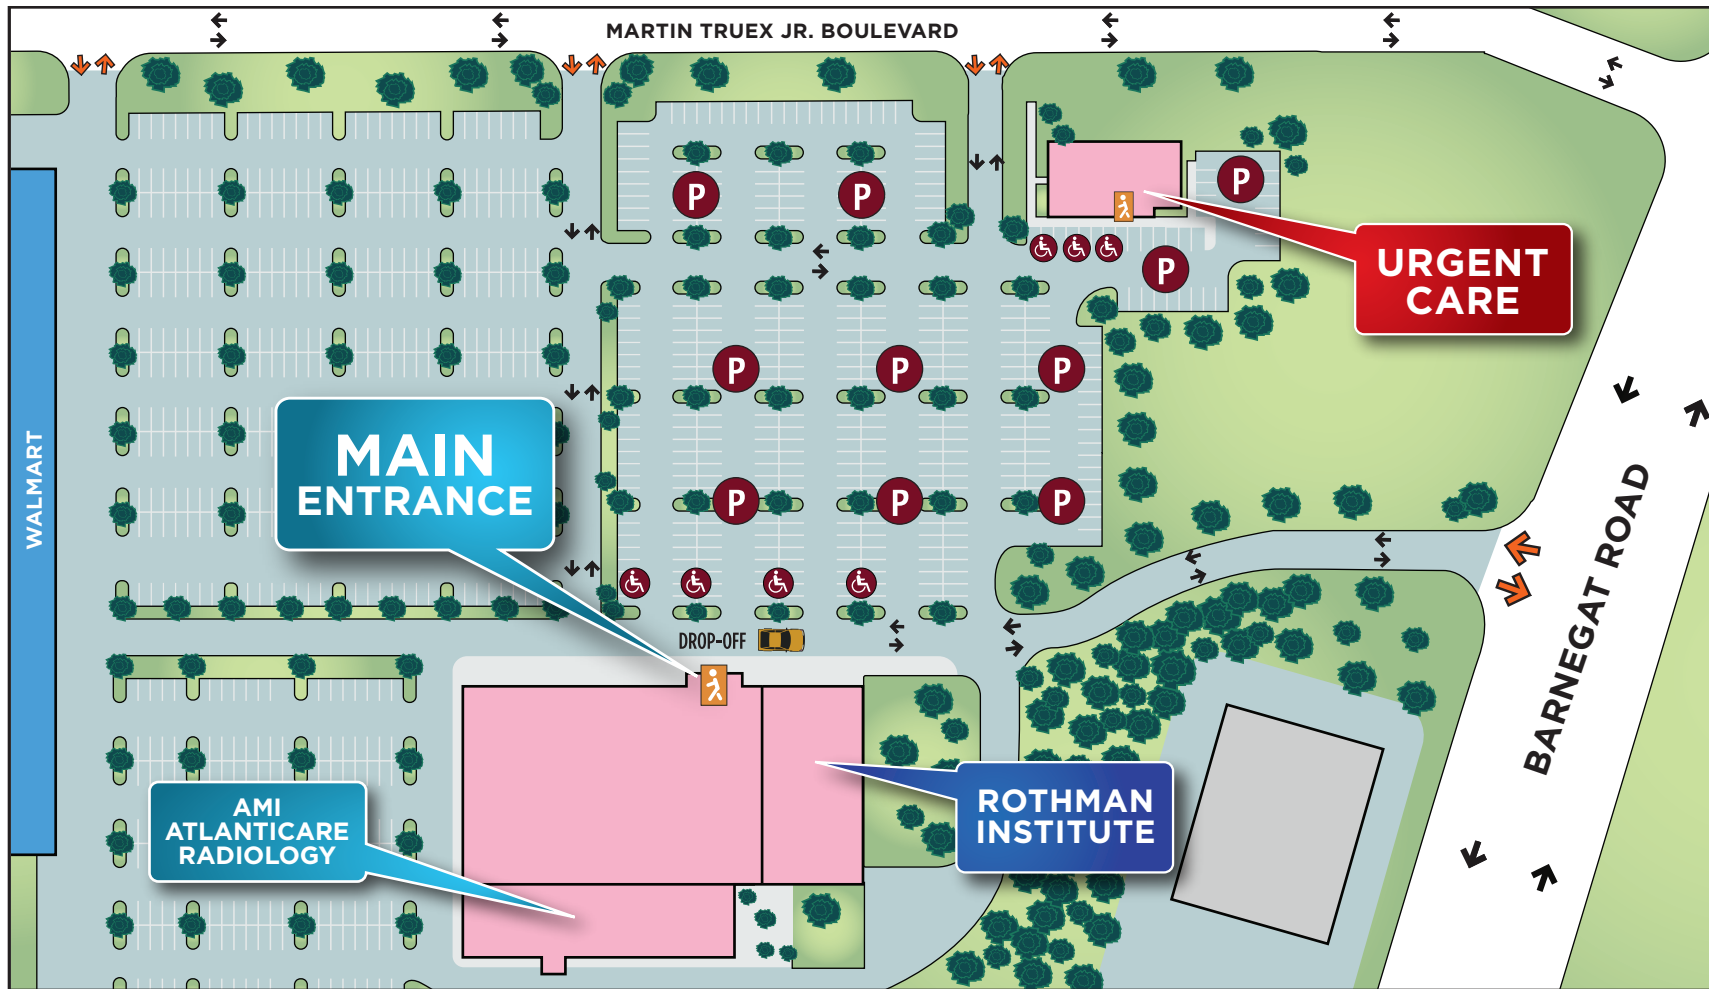 MARTIN TRUEX JR. BOULEVARD
P
P
P
URGENT
CARE
P
P
P
P
MAIN
ENTRANCE
WALMART
P
P
P
BARNEGAT ROAD
DROP-OFF
AMI
ATLANTICARE
RADIOLOGY
ROTHMAN
INSTITUTE